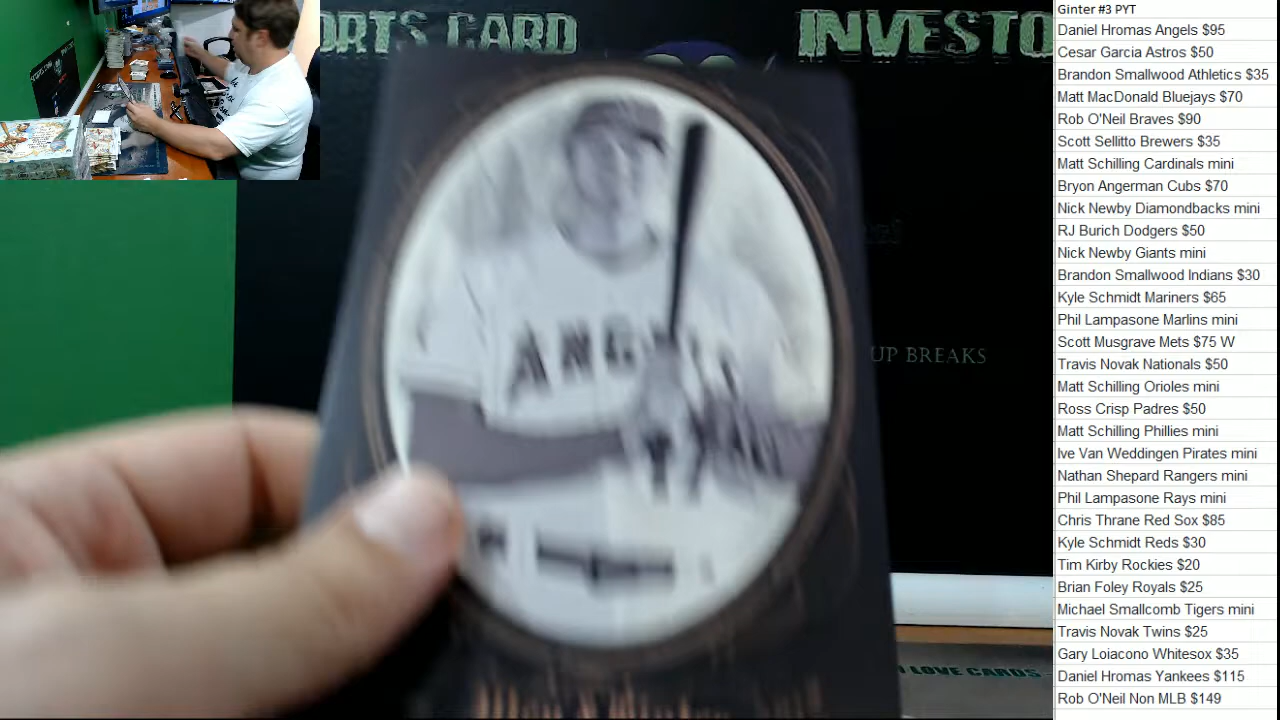 ORTS CARD INVESTO
UP BREAKS
LOVE CARDS
Ginter #3 PYT
Daniel Hromas Angels $95
Cesar Garcia Astros $50
Brandon Smallwood Athletics $35
Matt MacDonald Bluejays $70
Rob O'Neil Braves $90
Scott Sellitto Brewers $35
Matt Schilling Cardinals mini
Bryon Angerman Cubs $70
Nick Newby Diamondbacks mini
RJ Burich Dodgers $50
Nick Newby Giants mini
Brandon Smallwood Indians $30
Kyle Schmidt Mariners $65
Phil Lampasone Marlins mini
Scott Musgrave Mets $75 W
Travis Novak Nationals $50
Matt Schilling Orioles mini
Ross Crisp Padres $50
Matt Schilling Phillies mini
Ive Van Weddingen Pirates mini
Nathan Shepard Rangers mini
Phil Lampasone Rays mini
Chris Thrane Red Sox $85
Kyle Schmidt Reds $30
Tim Kirby Rockies $20
Brian Foley Royals $25
Michael Smallcomb Tigers mini
Travis Novak Twins $25
Gary Loiacono Whitesox $35
Daniel Hromas Yankees $115
Rob O'Neil Non MLB $149